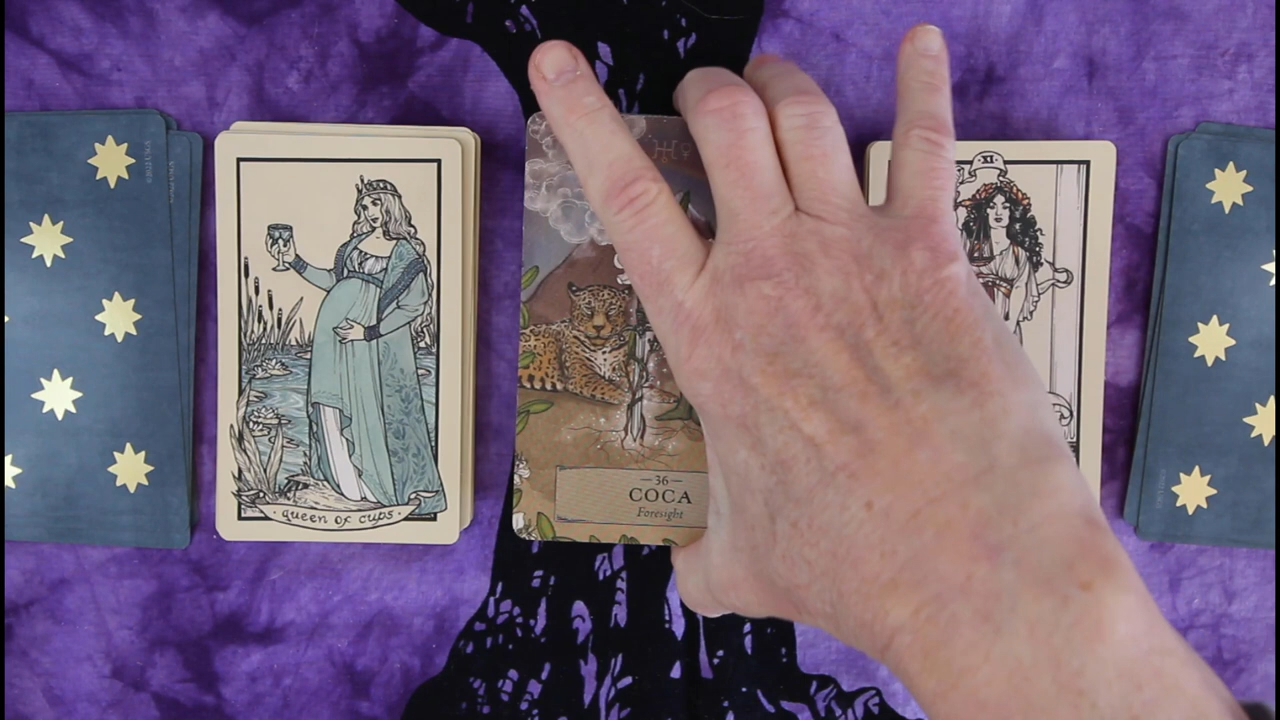 queen of cups
—36—
COCA
Foresight
XI